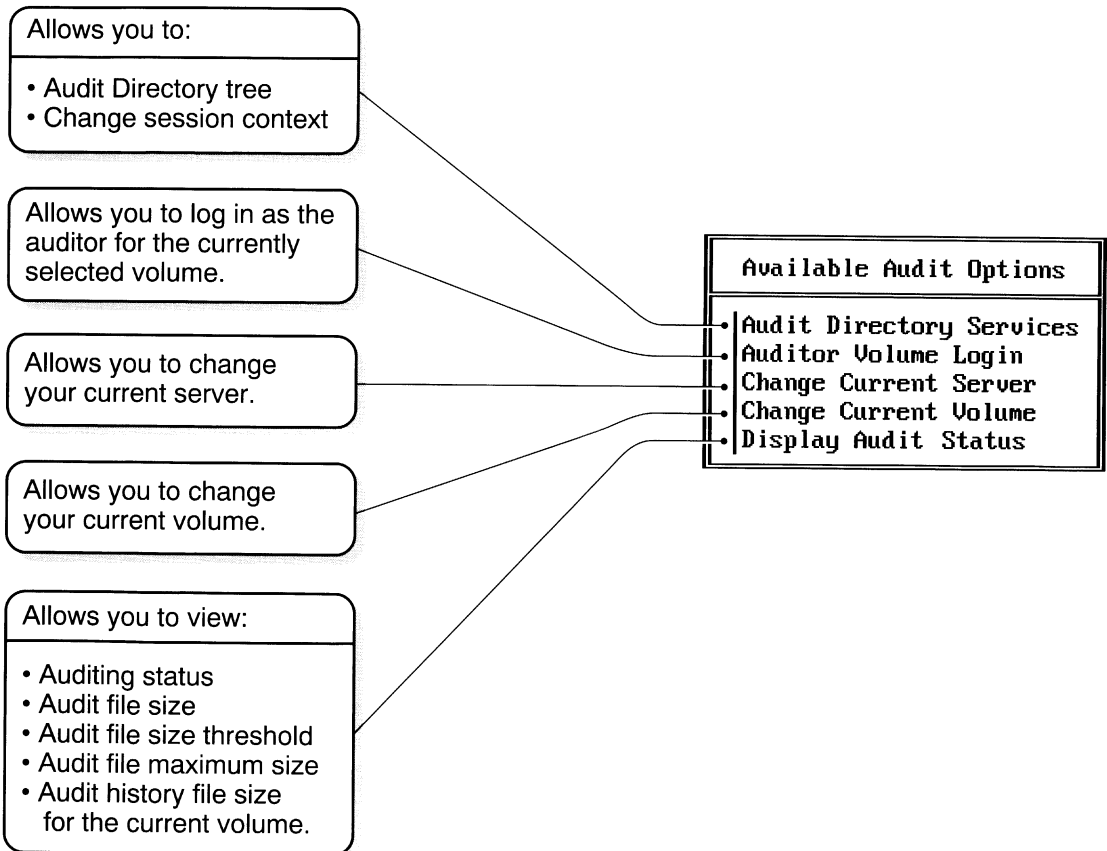 Allows you to:
• Audit Directory tree
• Change session context
Allows you to log in as the
auditor for the currently
selected volume.
Allows you to change
your current server.
Allows you to change
your current volume.
Allows you to view:
• Auditing status
• Audit file size
• Audit file size threshold
• Audit file maximum size
• Audit history file size
for the current volume.
Available Audit Options
Audit Directory Services
Auditor Volume Login
Change Current Server
Change Current Volume
Display Audit Status